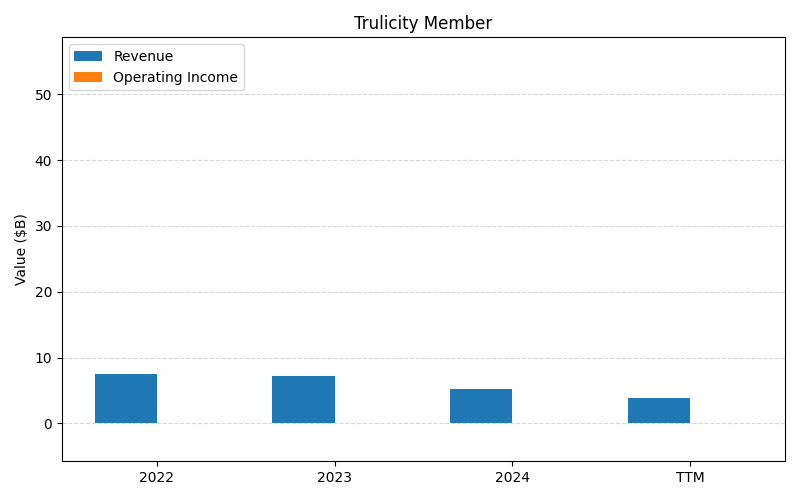 Trulicity Member
Revenue
Operating Income
Value ($B)
50
40
30
20
10
0
2022 2023 2024 TTM